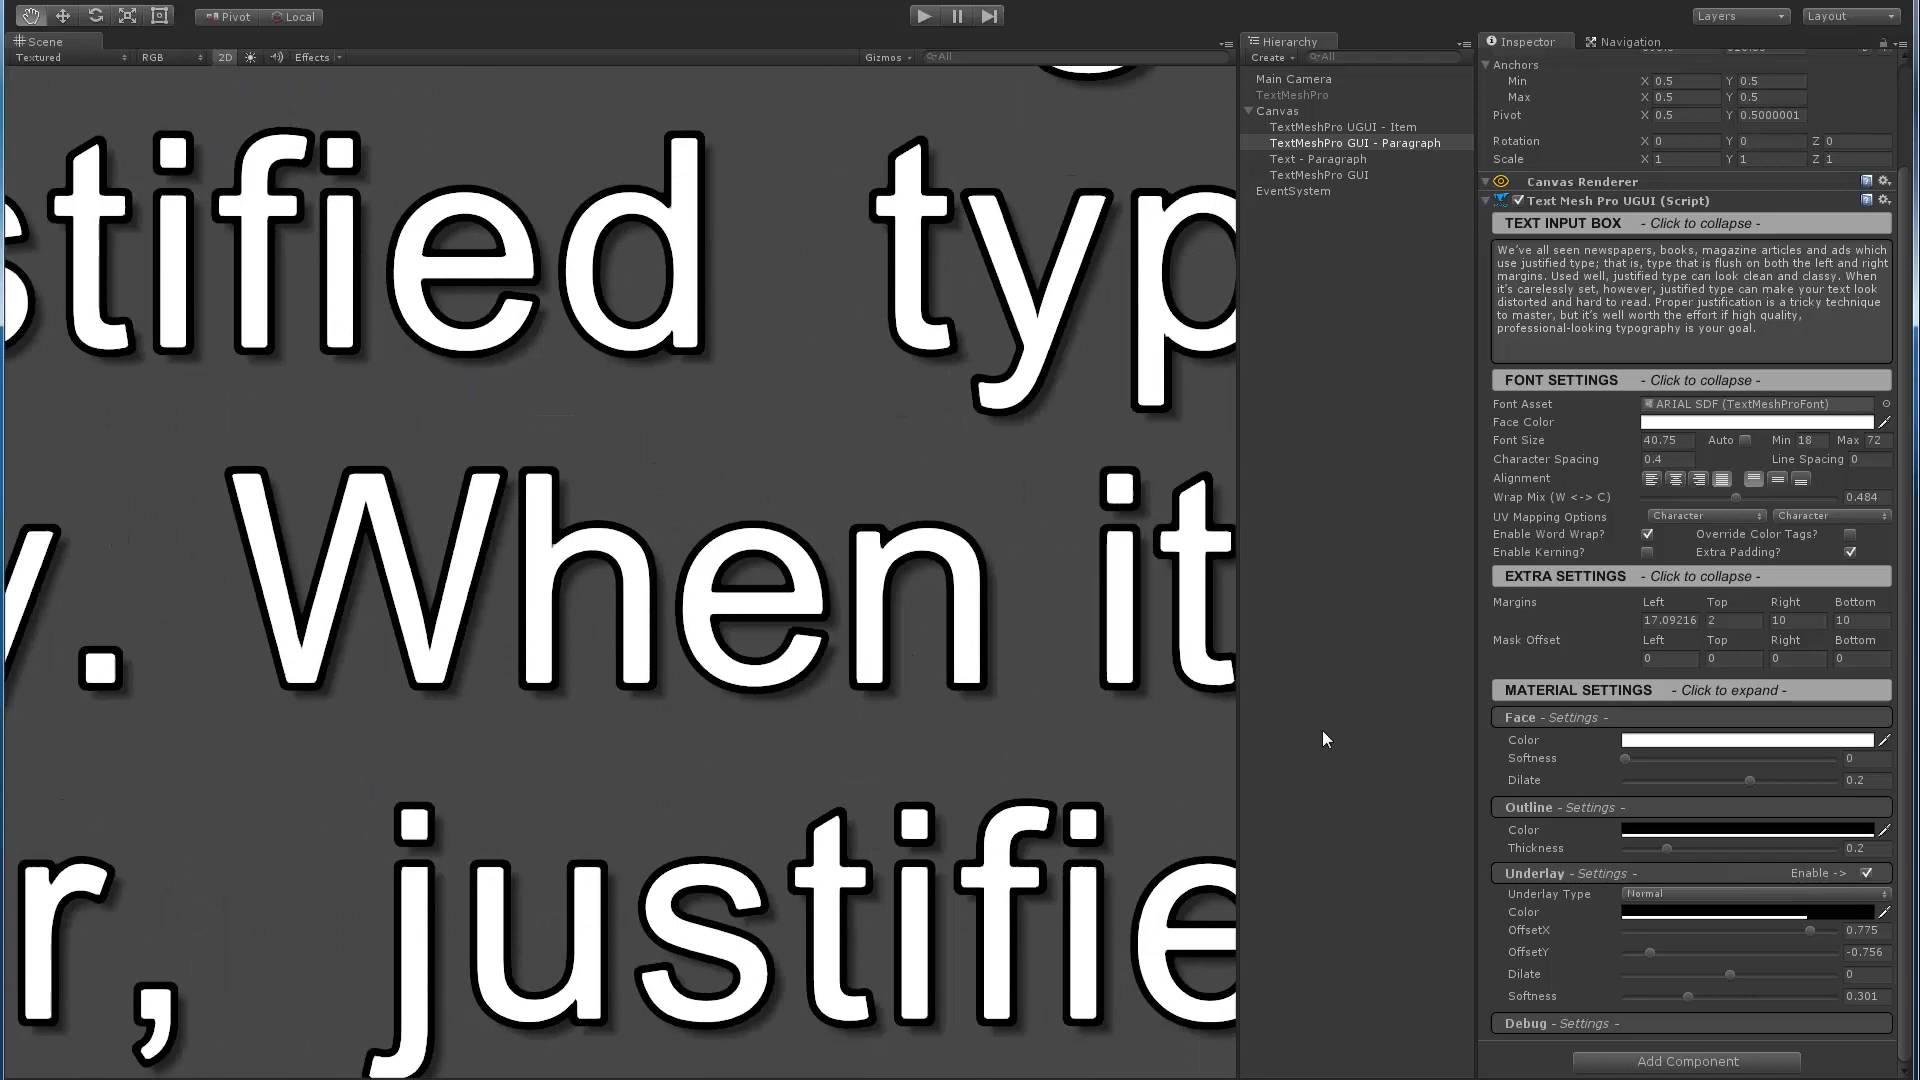 Pivot Local Layers Layout
Scene Hierarchy Inspector Navigation
Textured RGB 2D Effects Gizmos All Create All
stified typ
y. When it
r, justifie
Main Camera
TextMeshPro
Canvas
TextMeshPro UGUI - Item
TextMeshPro GUI - Paragraph
Text - Paragraph
TextMeshPro GUI
EventSystem
Anchors
Min X 0.5 Y 0.5
Max X 0.5 Y 0.5
Pivot X 0.5 Y 0.5000001
Rotation X 0 Y 0 Z 0
Scale X 1 Y 1 Z 1
Canvas Renderer
Text Mesh Pro UGUI (Script)
TEXT INPUT BOX - Click to collapse -
We've all seen newspapers, books, magazine articles and ads which
use justified type; that is, type that is flush on both the left and right
margins. Used well, justified type can look clean and classy. When
it's carelessly set, however, justified type can make your text look
distorted and hard to read. Proper justification is a tricky technique
to master, but it's well worth the effort if high quality,
professional-looking typography is your goal.
FONT SETTINGS - Click to collapse -
Font Asset ARIAL SDF (TextMeshProFont)
Face Color
Font Size 40.75 Auto Min 18 Max 72
Character Spacing 0.4 Line Spacing 0
Alignment
Wrap Mix (W <-> C) 0.484
UV Mapping Options Character Character
Enable Word Wrap? Override Color Tags?
Enable Kerning? Extra Padding?
EXTRA SETTINGS - Click to collapse -
Margins Left Top Right Bottom
17.09216 2 10 10
Mask Offset Left Top Right Bottom
0 0 0 0
MATERIAL SETTINGS - Click to expand -
Face - Settings -
Color
Softness 0
Dilate 0.2
Outline - Settings -
Color
Thickness 0.2
Underlay - Settings - Enable ->
Underlay Type Normal
Color
OffsetX 0.775
OffsetY -0.756
Dilate 0
Softness 0.301
Debug - Settings -
Add Component